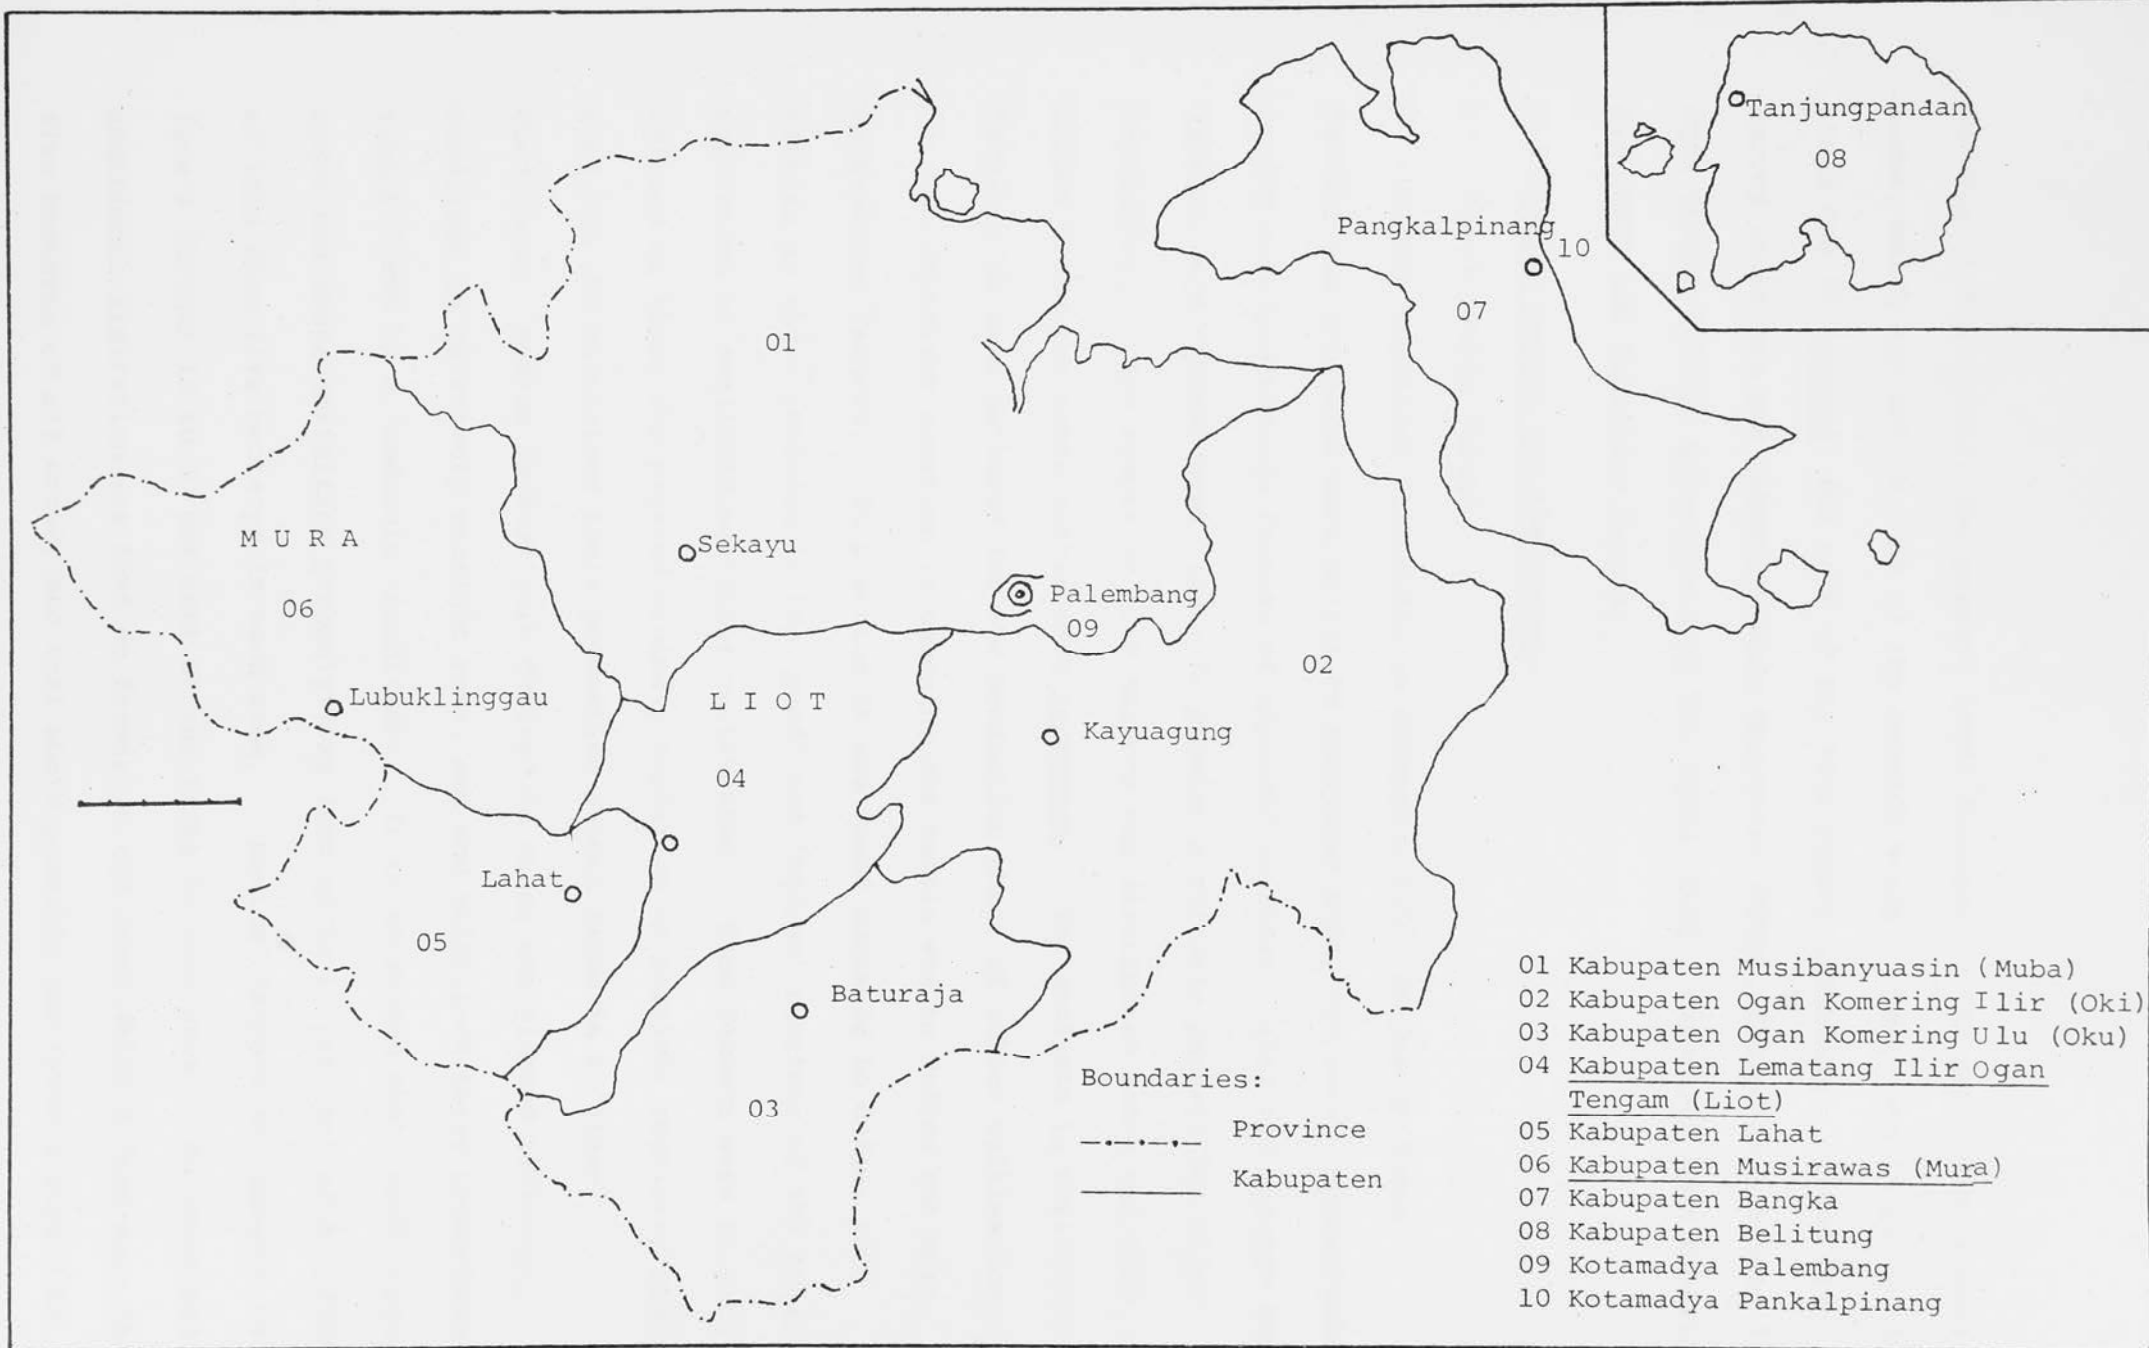 Tanjungpandan
08
Pangkalpinang
10
07
01
MURA
06
Sekayu
Palembang
09
02
Lubuklinggau
LIOT
04
Kayuagung
Lahat
05
Baturaja
03
Boundaries:
Province
Kabupaten
01 Kabupaten Musibanyuasin (Muba)
02 Kabupaten Ogan Komering Ilir (Oki)
03 Kabupaten Ogan Komering Ulu (Oku)
04 Kabupaten Lematang Ilir Ogan
Tengam (Liot)
05 Kabupaten Lahat
06 Kabupaten Musirawas (Mura)
07 Kabupaten Bangka
08 Kabupaten Belitung
09 Kotamadya Palembang
10 Kotamadya Pankalpinang